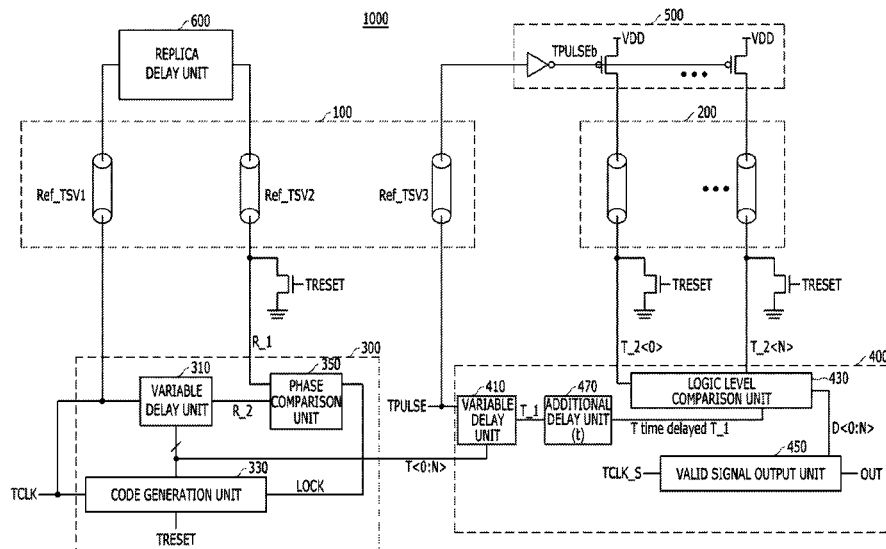 600
1000
500
REPLICA
DELAY UNIT
TPULSEb
VDD
VDD
100
200
Ref_TSV1
Ref_TSV2
Ref_TSV3
TRESET
TRESET
TRESET
R_1
T_2<0>
T_2<N>
300
310
350
VARIABLE
DELAY UNIT
R_2
PHASE
COMPARISON
UNIT
400
410
470
430
TPULSE
VARIABLE
DELAY
UNIT
T_1
ADDITIONAL
DELAY UNIT
(t)
LOGIC LEVEL
COMPARISON UNIT
T time delayed T_1
D<0:N>
330
T<0:N>
450
TCLK
CODE GENERATION UNIT
LOCK
TCLK_S
VALID SIGNAL OUTPUT UNIT
OUT
TRESET